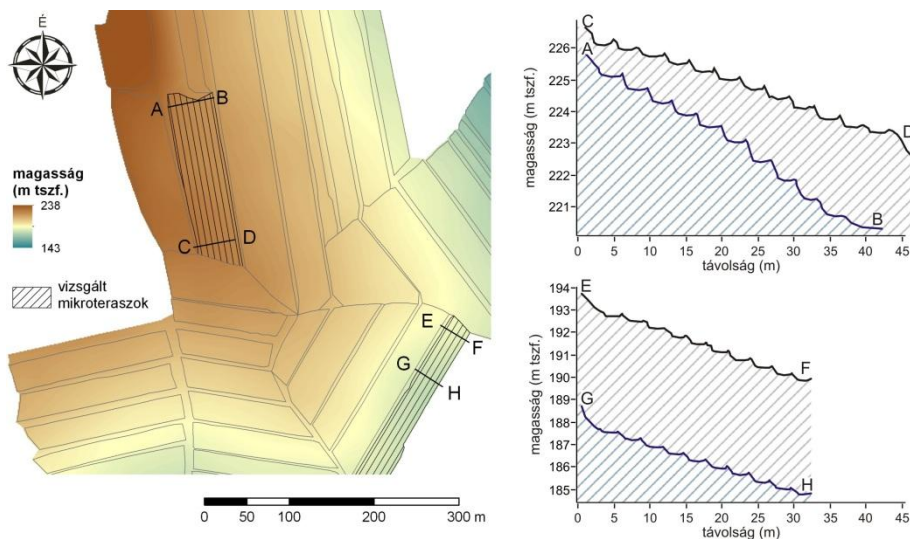 É
magasság
(m tszf.)
238
143
vizsgált
mikroteraszok
A
B
C
D
E
F
G
H
0 50 100 200 300 m
C
A
D
B
226
225
224
223
222
221
magasság (m tszf.)
0 5 10 15 20 25 30 35 40 45
távolság (m)
E
F
G
H
194
193
192
191
190
189
188
187
186
185
magasság (m tszf.)
0 5 10 15 20 25 30 35 40 45
távolság (m)